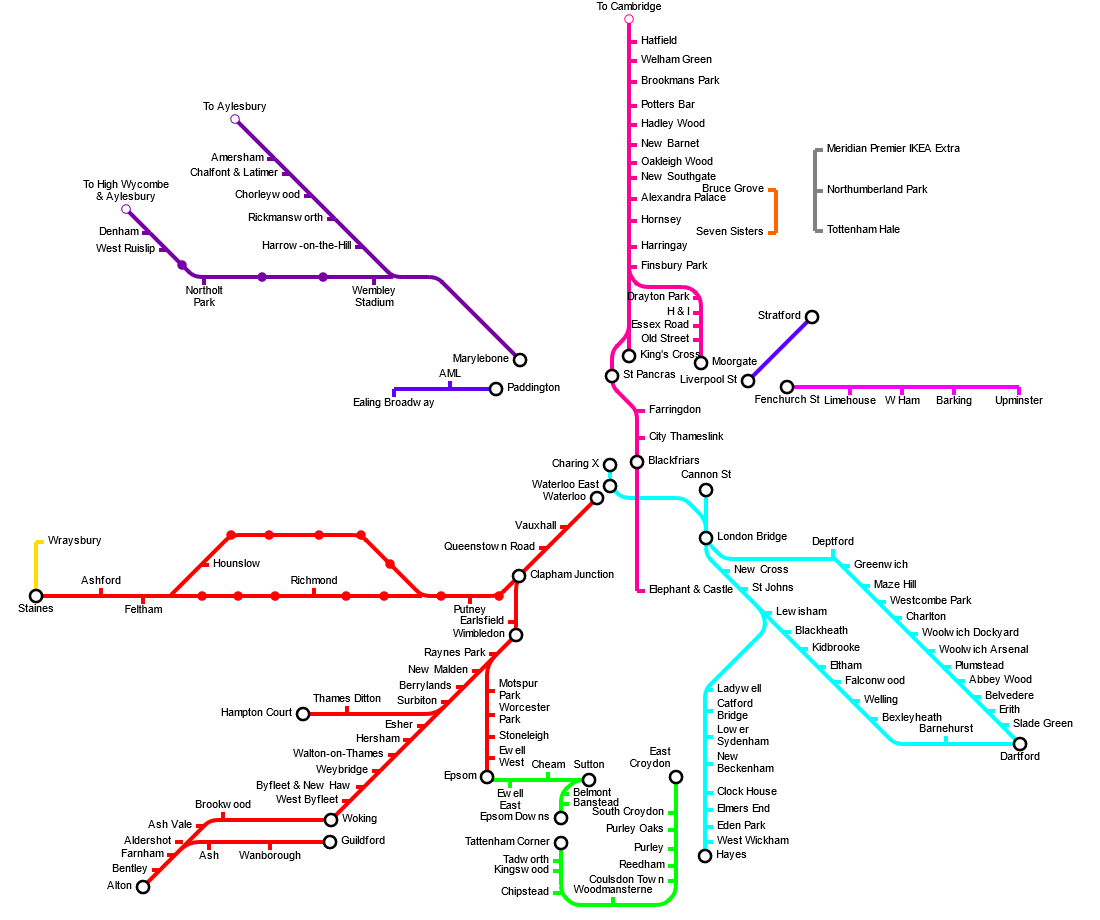 To Cambridge
Hatfield
Welham Green
Brookmans Park
Potters Bar
Hadley Wood
New Barnet
Oakleigh Wood
New Southgate
Alexandra Palace
Hornsey
Harringay
Finsbury Park
Bruce Grove
Seven Sisters
Meridian Premier IKEA Extra
Northumberland Park
Tottenham Hale
To Aylesbury
Amersham
Chalfont & Latimer
Chorleywood
Rickmansworth
Harrow-on-the-Hill
To High Wycombe
& Aylesbury
Denham
West Ruislip
Northolt
Park
Wembley
Stadium
Marylebone
AML
Paddington
Ealing Broadway
Drayton Park
H & I
Essex Road
Old Street
King's Cross
Moorgate
St Pancras
Liverpool St
Stratford
Fenchurch St
Limehouse
W Ham
Barking
Upminster
Farringdon
City Thameslink
Blackfriars
Elephant & Castle
Charing X
Waterloo East
Waterloo
Cannon St
London Bridge
Vauxhall
Queenstown Road
Clapham Junction
Wraysbury
Staines
Ashford
Feltham
Hounslow
Richmond
Putney
Earlsfield
Wimbledon
Raynes Park
New Malden
Berrylands
Surbiton
Thames Ditton
Hampton Court
Esher
Hersham
Walton-on-Thames
Weybridge
Byfleet & New Haw
West Byfleet
Woking
Brookwood
Ash Vale
Aldershot
Farnham
Bentley
Alton
Ash
Wanborough
Guildford
Motspur
Park
Worcester
Park
Stoneleigh
Ewell
West
Epsom
Ewell
East
Cheam
Sutton
Belmont
Banstead
Epsom Downs
Tattenham Corner
Tadworth
Kingswood
Chipstead
Woodmansterne
Coulsdon Town
Reedham
Purley
Purley Oaks
South Croydon
East
Croydon
New Cross
St Johns
Lewisham
Blackheath
Kidbrooke
Eltham
Falconwood
Welling
Bexleyheath
Barnehurst
Dartford
Deptford
Greenwich
Maze Hill
Westcombe Park
Charlton
Woolwich Dockyard
Woolwich Arsenal
Plumstead
Abbey Wood
Belvedere
Erith
Slade Green
Ladywell
Catford
Bridge
Lower
Sydenham
New
Beckenham
Clock House
Elmers End
Eden Park
West Wickham
Hayes